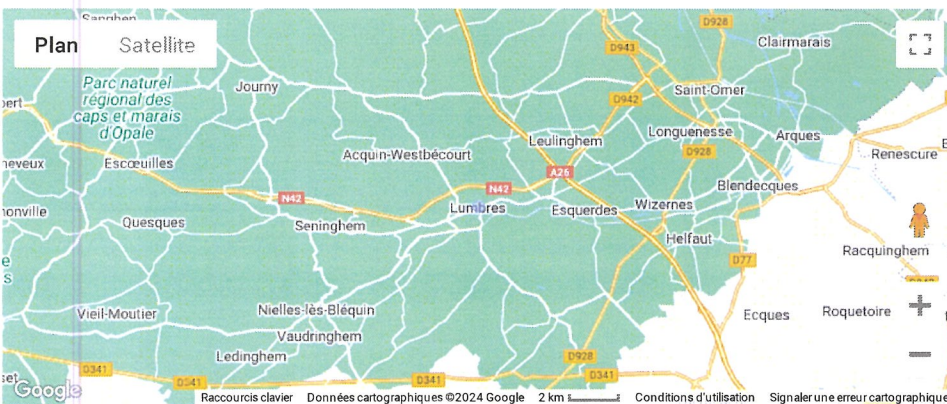 Sanghen
Plan Satellite
D928
D943
Clairmarais
Parc naturel
régional des
caps et marais
d'Opale
Journy
D942
Saint-Omer
Leulinghem
Longuenesse
Arques
D928
Escœuilles
Acquin-Westbécourt
Renescure
A26
N42
N42
Blendecques
Lumbres
Esquerdes
Wizernes
Quesques
Seninghem
Helfaut
Racquinghem
D77
Vieil-Moutier
Nielles-lès-Bléquin
Ecques
Roquetoire
Vaudringhem
Ledinghem
D928
D341
D341
D341
D341
Google
Raccourcis clavier Données cartographiques ©2024 Google 2 km Conditions d'utilisation Signaler une erreur cartographique